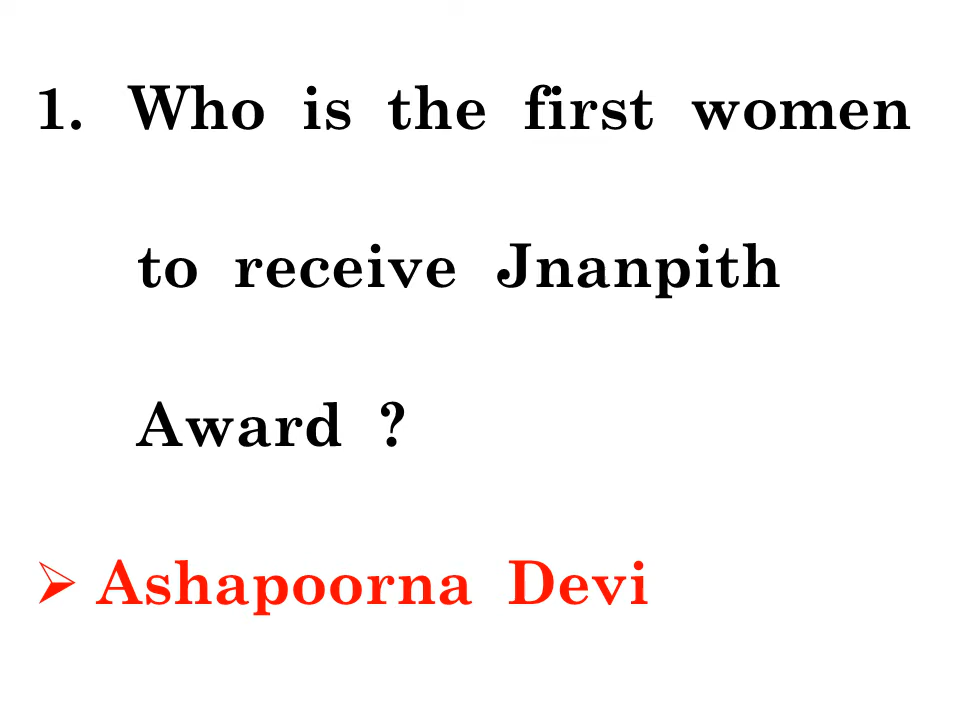 1. Who is the first women
to receive Jnanpith
Award ?
➢ Ashapoorna Devi